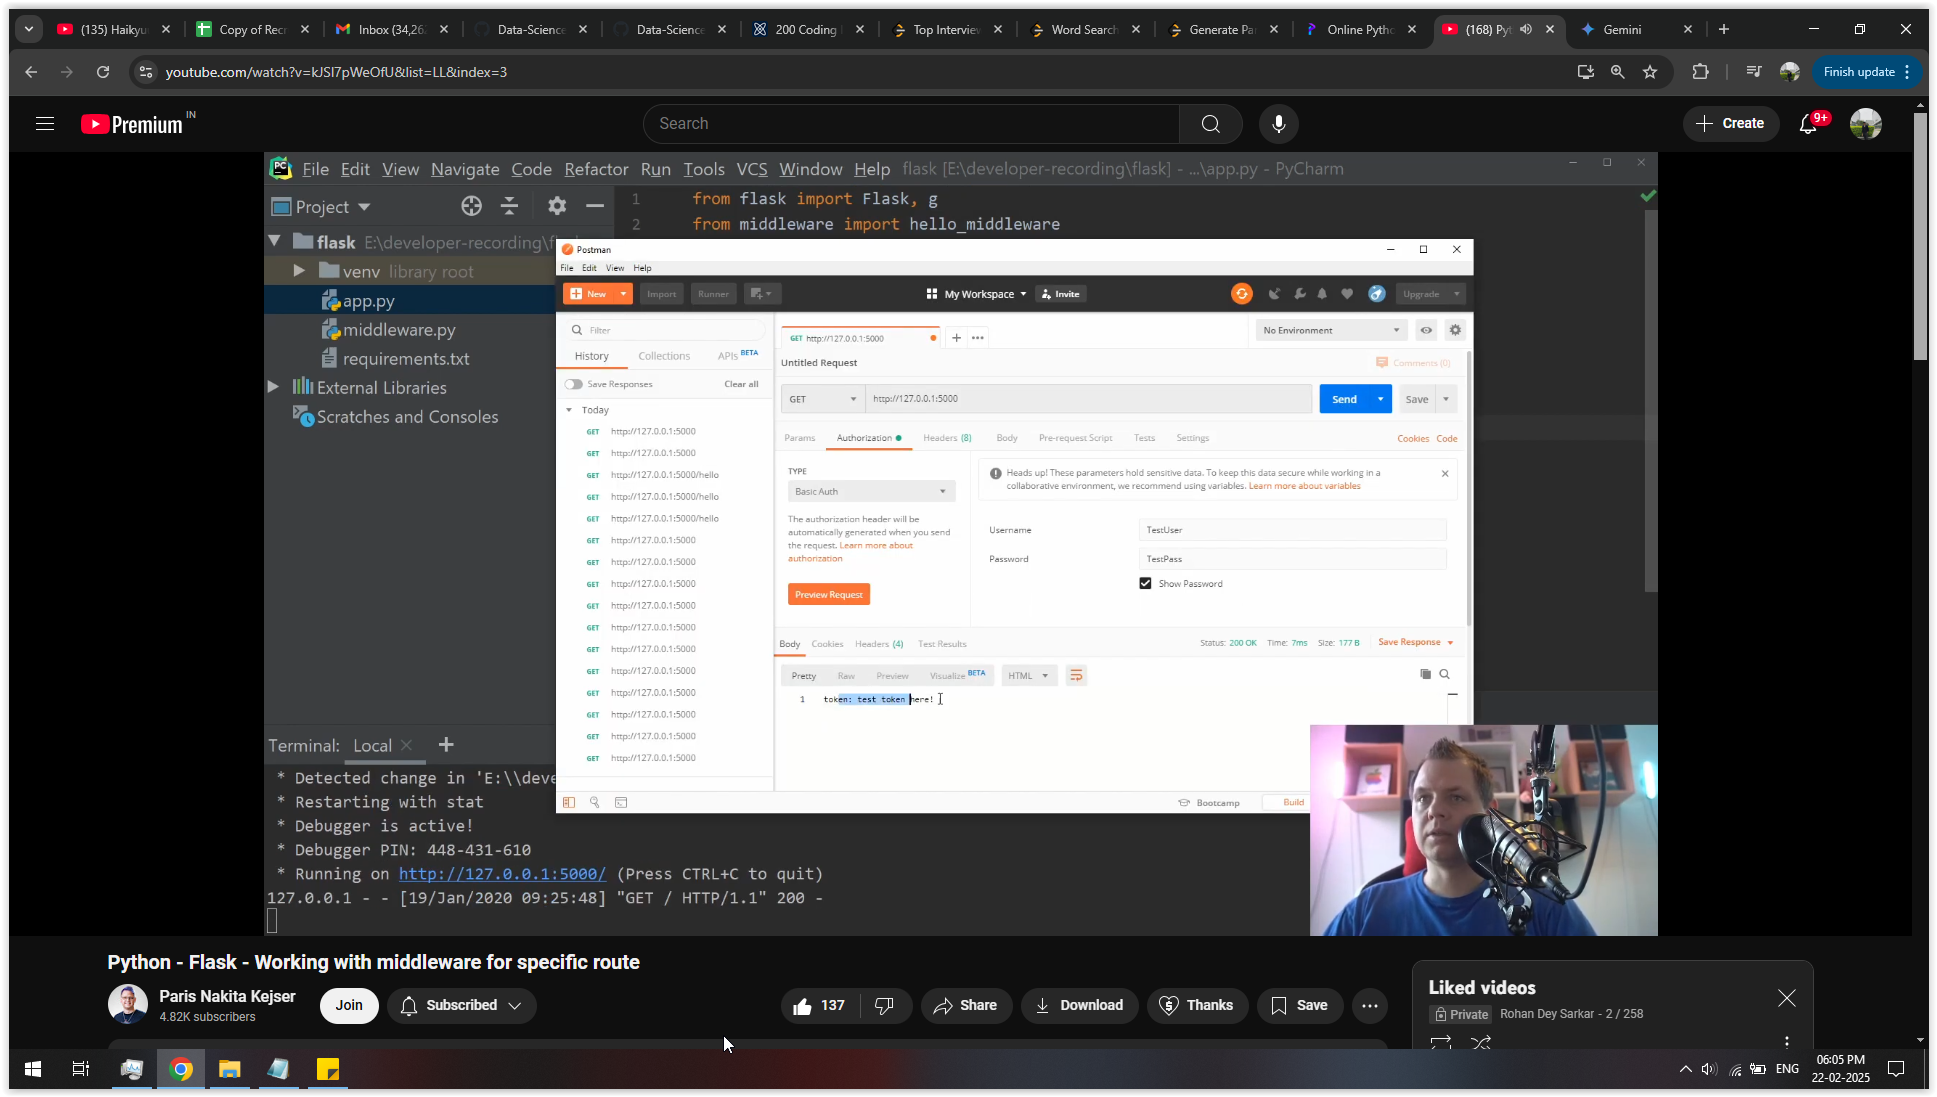 (135) Haikyu
Copy of Recr
Inbox (34,262
Data-Science
Data-Science
200 Coding I
Top Interview
Word Search
Generate Par
Online Pytho
(168) Pyt
Gemini
youtube.com/watch?v=kJSl7pWeOfU&list=LL&index=3
Finish update
Premium IN
Search
Create
9+
PC
File Edit View Navigate Code Refactor Run Tools VCS Window Help flask [E:\developer-recording\flask] - ...\app.py - PyCharm
Project
1 from flask import Flask, g
2 from middleware import hello_middleware
flask E:\developer-recording\fl
venv library root
app.py
middleware.py
requirements.txt
External Libraries
Scratches and Consoles
Postman
File Edit View Help
New Import Runner My Workspace Invite Upgrade
Filter
History Collections APIs BETA
Save Responses Clear all
Today
GET http://127.0.0.1:5000
GET http://127.0.0.1:5000
GET http://127.0.0.1:5000/hello
GET http://127.0.0.1:5000/hello
GET http://127.0.0.1:5000/hello
GET http://127.0.0.1:5000
GET http://127.0.0.1:5000
GET http://127.0.0.1:5000
GET http://127.0.0.1:5000
GET http://127.0.0.1:5000
GET http://127.0.0.1:5000
GET http://127.0.0.1:5000
GET http://127.0.0.1:5000
GET http://127.0.0.1:5000
GET http://127.0.0.1:5000
GET http://127.0.0.1:5000
GET http://127.0.0.1:5000
No Environment
Untitled Request
Comments (0)
GET http://127.0.0.1:5000 Send Save
Params Authorization Headers (8) Body Pre-request Script Tests Settings Cookies Code
TYPE
Basic Auth
The authorization header will be
automatically generated when you send
the request. Learn more about
authorization
Preview Request
Heads up! These parameters hold sensitive data. To keep this data secure while working in a
collaborative environment, we recommend using variables. Learn more about variables
Username TestUser
Password TestPass
Show Password
Body Cookies Headers (4) Test Results Status: 200 OK Time: 7ms Size: 177 B Save Response
Pretty Raw Preview Visualize BETA HTML
1 token: test token here!
Bootcamp Build
Terminal: Local
* Detected change in 'E:\\deve
* Restarting with stat
* Debugger is active!
* Debugger PIN: 448-431-610
* Running on http://127.0.0.1:5000/ (Press CTRL+C to quit)
127.0.0.1 - - [19/Jan/2020 09:25:48] "GET / HTTP/1.1" 200 -
Python - Flask - Working with middleware for specific route
Paris Nakita Kejser
4.82K subscribers
Join
Subscribed
137
Share
Download
Thanks
Save
Liked videos
Private Rohan Dey Sarkar - 2 / 258
ENG
06:05 PM
22-02-2025